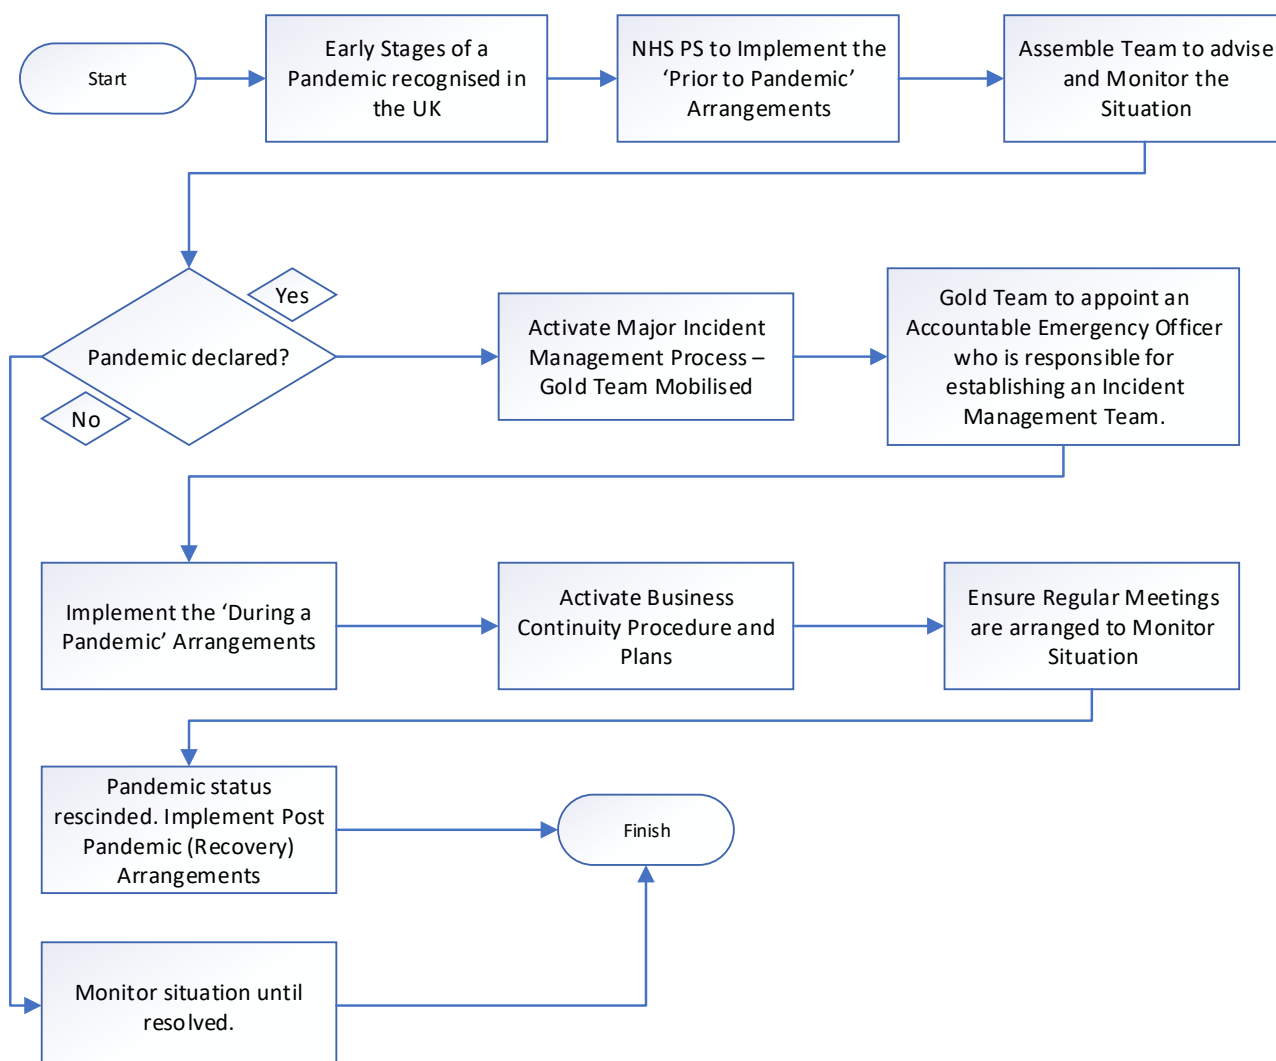 Start
Early Stages of a
Pandemic recognised in
the UK
NHS PS to Implement the
‘Prior to Pandemic’
Arrangements
Assemble Team to advise
and Monitor the
Situation
Pandemic declared?
Yes
No
Activate Major Incident
Management Process –
Gold Team Mobilised
Gold Team to appoint an
Accountable Emergency Officer
who is responsible for
establishing an Incident
Management Team.
Implement the ‘During a
Pandemic’ Arrangements
Activate Business
Continuity Procedure and
Plans
Ensure Regular Meetings
are arranged to Monitor
Situation
Pandemic status
rescinded. Implement Post
Pandemic (Recovery)
Arrangements
Finish
Monitor situation until
resolved.